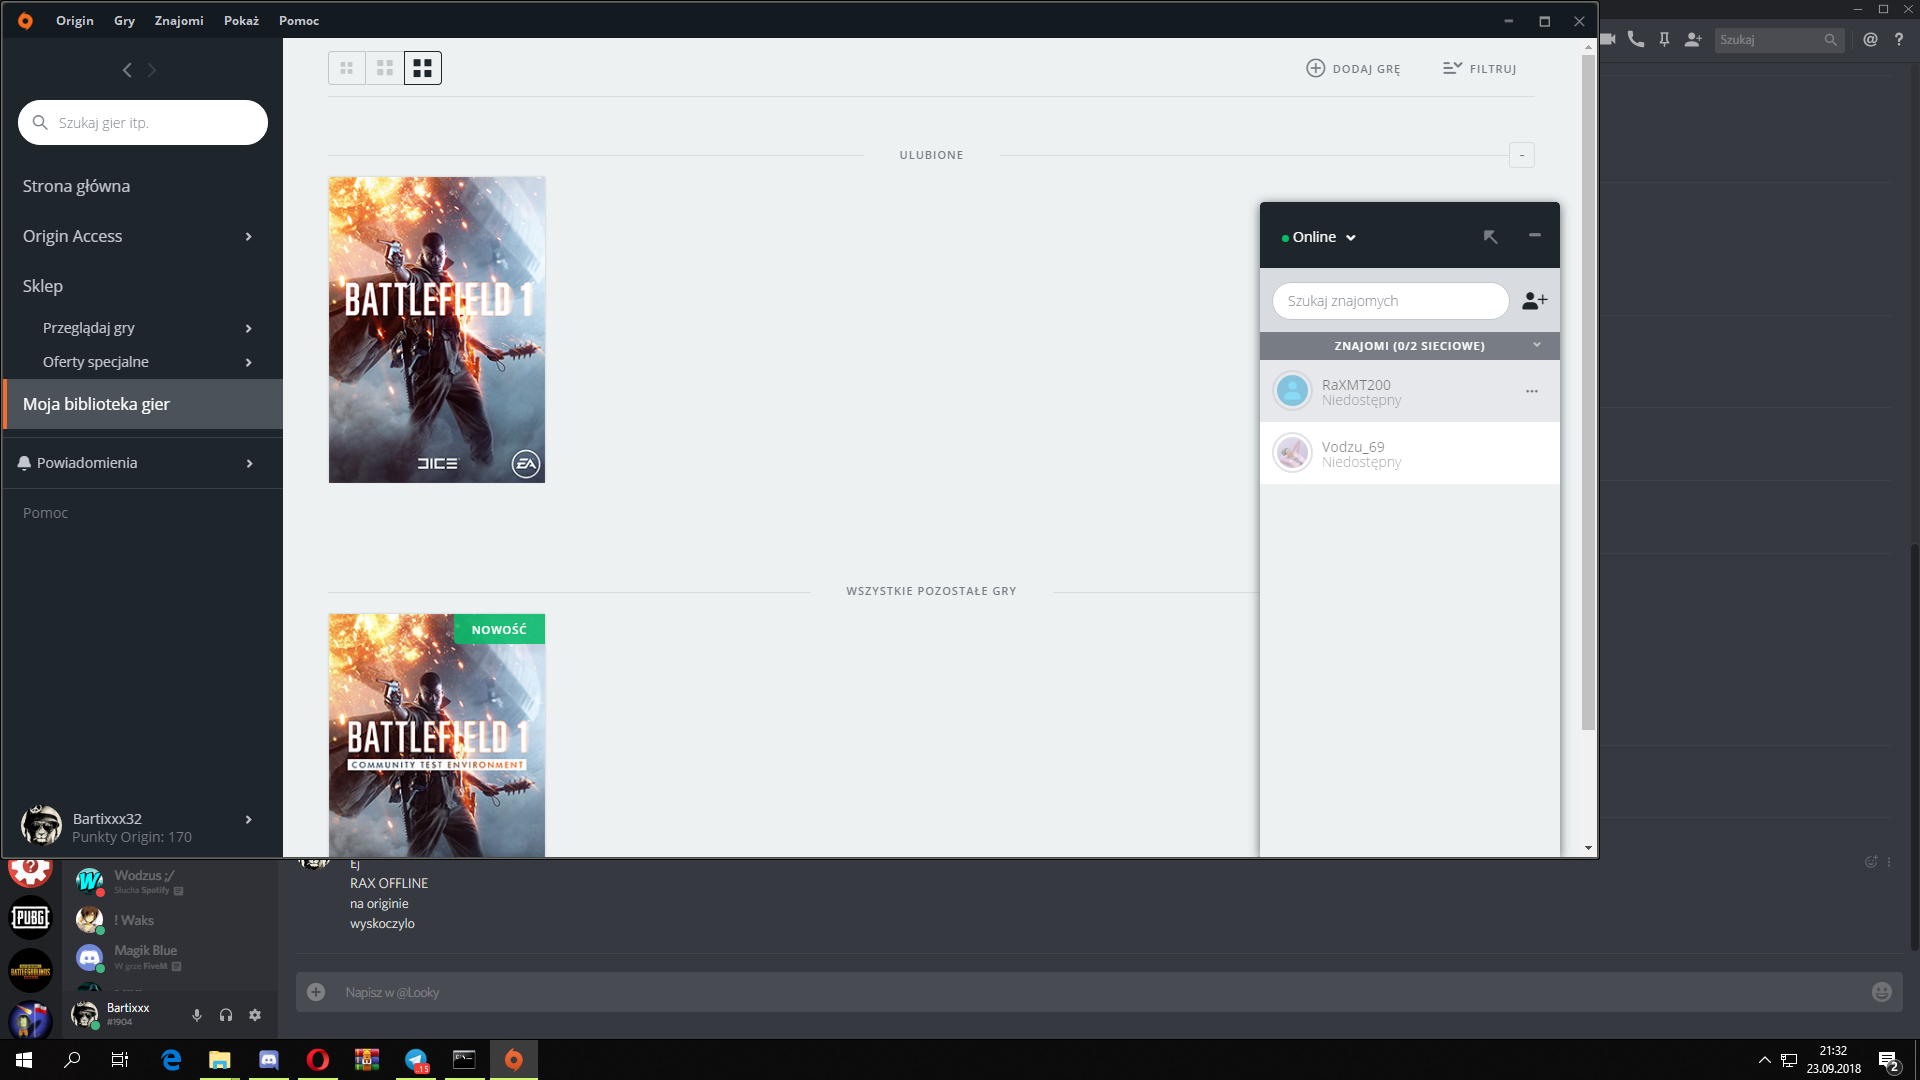 Origin Gry Znajomi Pokaż Pomoc
Szukaj gier itp.
Strona główna
Origin Access
Sklep
Przeglądaj gry
Oferty specjalne
Moja biblioteka gier
Powiadomienia
Pomoc
Bartixxx32
Punkty Origin: 170
DODAJ GRĘ FILTRUJ
ULUBIONE
-
BATTLEFIELD 1
DICE EA
WSZYSTKIE POZOSTAŁE GRY
NOWOŚĆ
BATTLEFIELD 1
COMMUNITY TEST ENVIRONMENT
Online
Szukaj znajomych
ZNAJOMI (0/2 SIECIOWE)
RaXMT200
Niedostępny
Vodzu_69
Niedostępny
Szukaj
@ ?
Ej
RAX OFFLINE
na originie
wyskoczylo
Napisz w @Looky
PUBG
BATTLEGROUNDS
Wodzus ;/
Słucha Spotify
! Waks
Magik Blue
W grze FiveM
Bartixxx
#1904
..15
21:32
23.09.2018
2